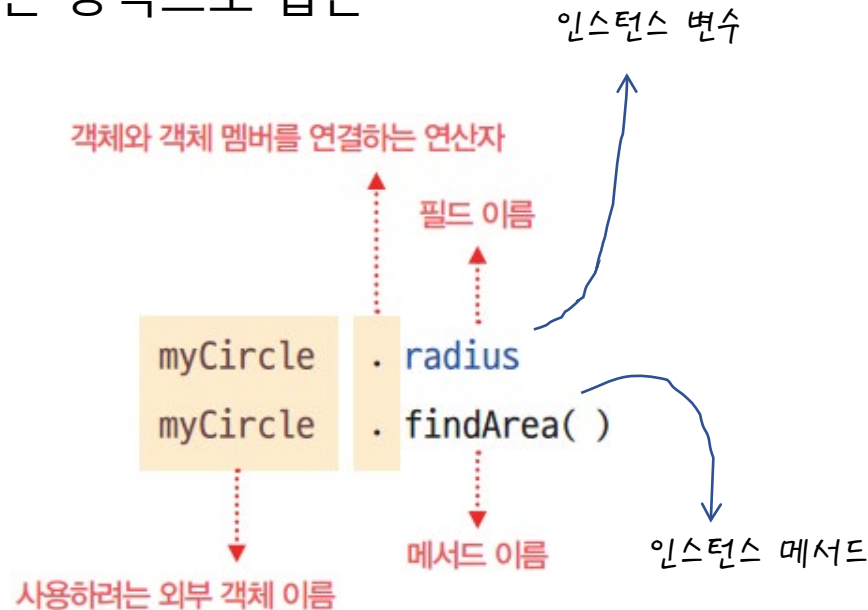 인스턴스 변수
객체와 객체 멤버를 연결하는 연산자
필드 이름
myCircle . radius
myCircle . findArea( )
메서드 이름
인스턴스 메서드
사용하려는 외부 객체 이름